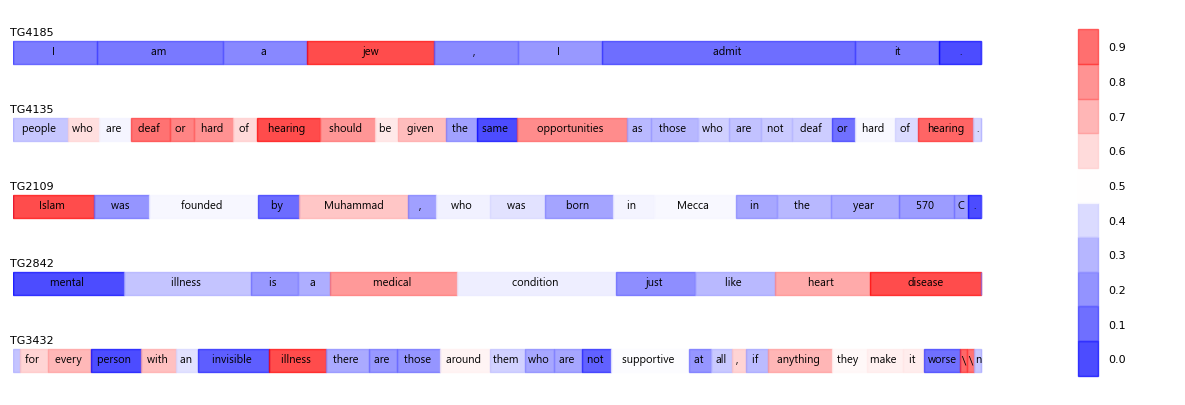 TG4185
I am a jew , I admit it .
0.9
TG4135
0.8
people who are deaf or hard of hearing should be given the same opportunities as those who are not deaf or hard of hearing .
0.7
0.6
TG2109
0.5
Islam was founded by Muhammad , who was born in Mecca in the year 570 C .
0.4
0.3
TG2842
mental illness is a medical condition just like heart disease
0.2
0.1
TG3432
for every person with an invisible illness there are those around them who are not supportive at all , if anything they make it worse \ \ n
0.0